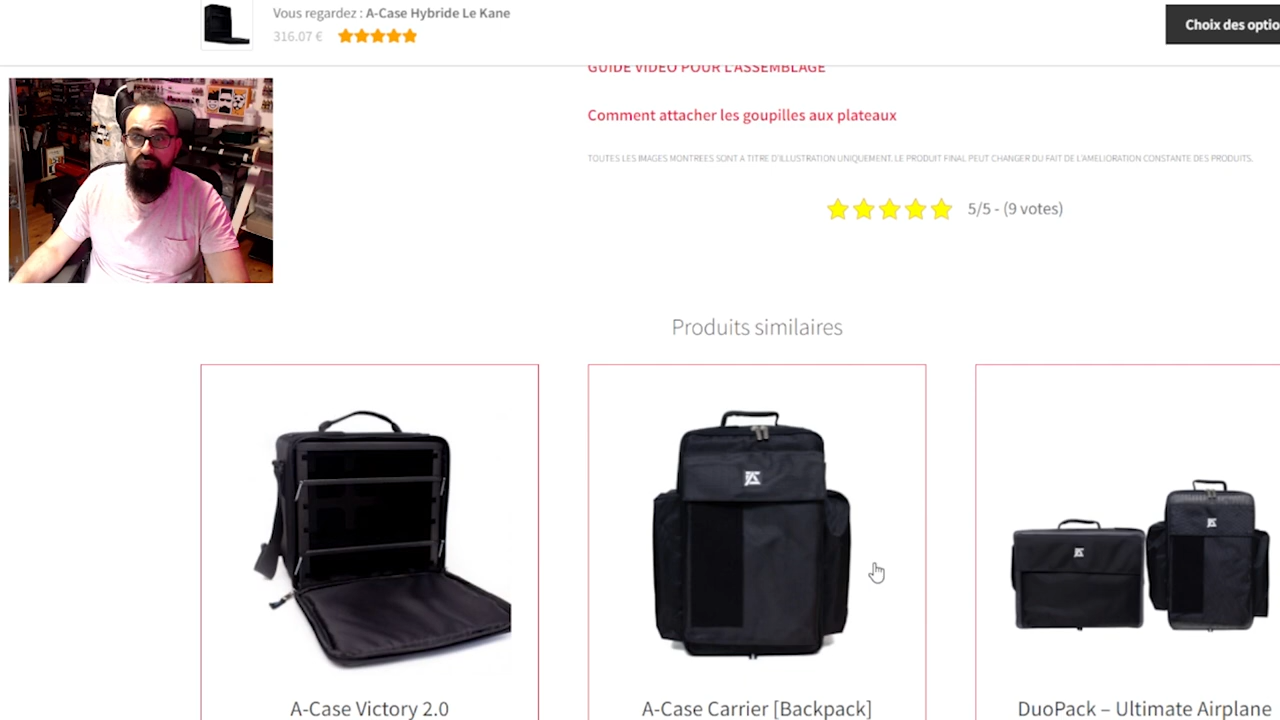 Vous regardez : A-Case Hybride Le Kane
316.07 €
Choix des optio
GUIDE VIDÉO POUR L'ASSEMBLAGE
Comment attacher les goupilles aux plateaux
TOUTES LES IMAGES MONTREES SONT A TITRE D'ILLUSTRATION UNIQUEMENT. LE PRODUIT FINAL PEUT CHANGER DU FAIT DE L'AMELIORATION CONSTANTE DES PRODUITS.
5/5 - (9 votes)
Produits similaires
A-Case Victory 2.0
A-Case Carrier [Backpack]
DuoPack – Ultimate Airplane